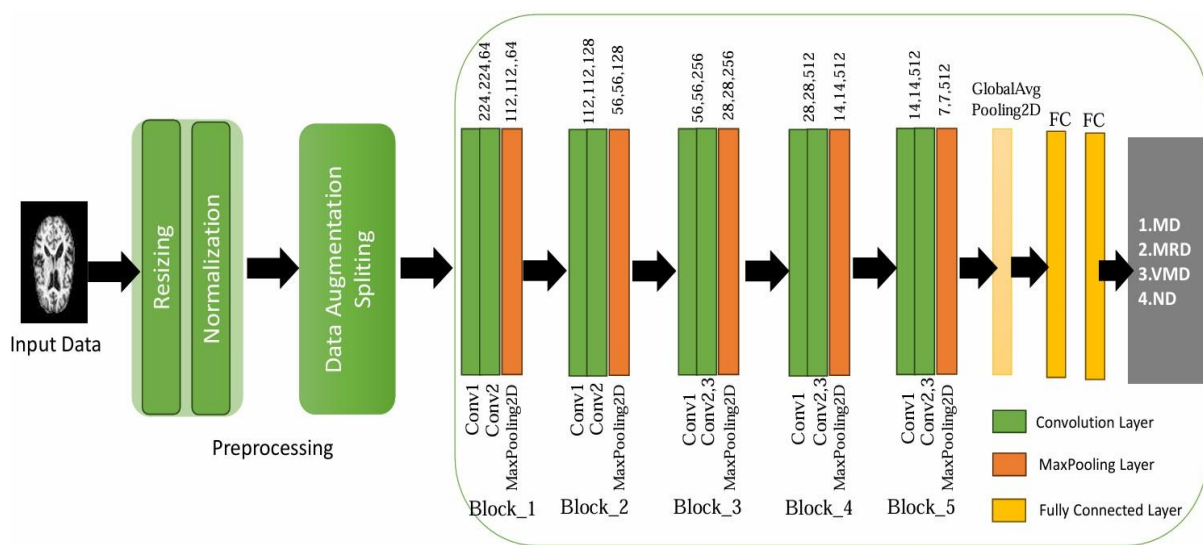 Input Data
Resizing
Normalization
Preprocessing
Data Augmentation
Spliting
224,224,64
112,112,,64
Conv1
Conv2
MaxPooling2D
Block_1
112,112,128
56,56,128
Conv1
Conv2
MaxPooling2D
Block_2
56,56,256
28,28,256
Conv1
Conv2,3
MaxPooling2D
Block_3
28,28,512
14,14,512
Conv1
Conv2,3
MaxPooling2D
Block_4
14,14,512
7,7,512
Conv1
Conv2,3
MaxPooling2D
Block_5
GlobalAvg
Pooling2D
FC
FC
1.MD
2.MRD
3.VMD
4.ND
Convolution Layer
MaxPooling Layer
Fully Connected Layer